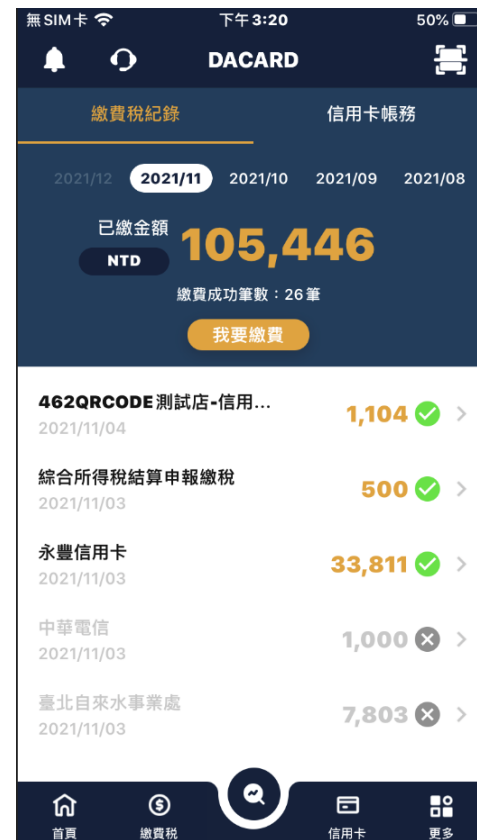 無SIM卡 下午3:20 50%
DACARD
繳費稅紀錄 信用卡帳務
2021/12 2021/11 2021/10 2021/09 2021/08
已繳金額
NTD
105,446
繳費成功筆數：26筆
我要繳費
462QRCODE測試店-信用...
1,104
2021/11/04
綜合所得稅結算申報繳稅
500
2021/11/03
永豐信用卡
33,811
2021/11/03
中華電信
1,000
2021/11/03
臺北自來水事業處
7,803
2021/11/03
首頁 繳費稅 信用卡 更多